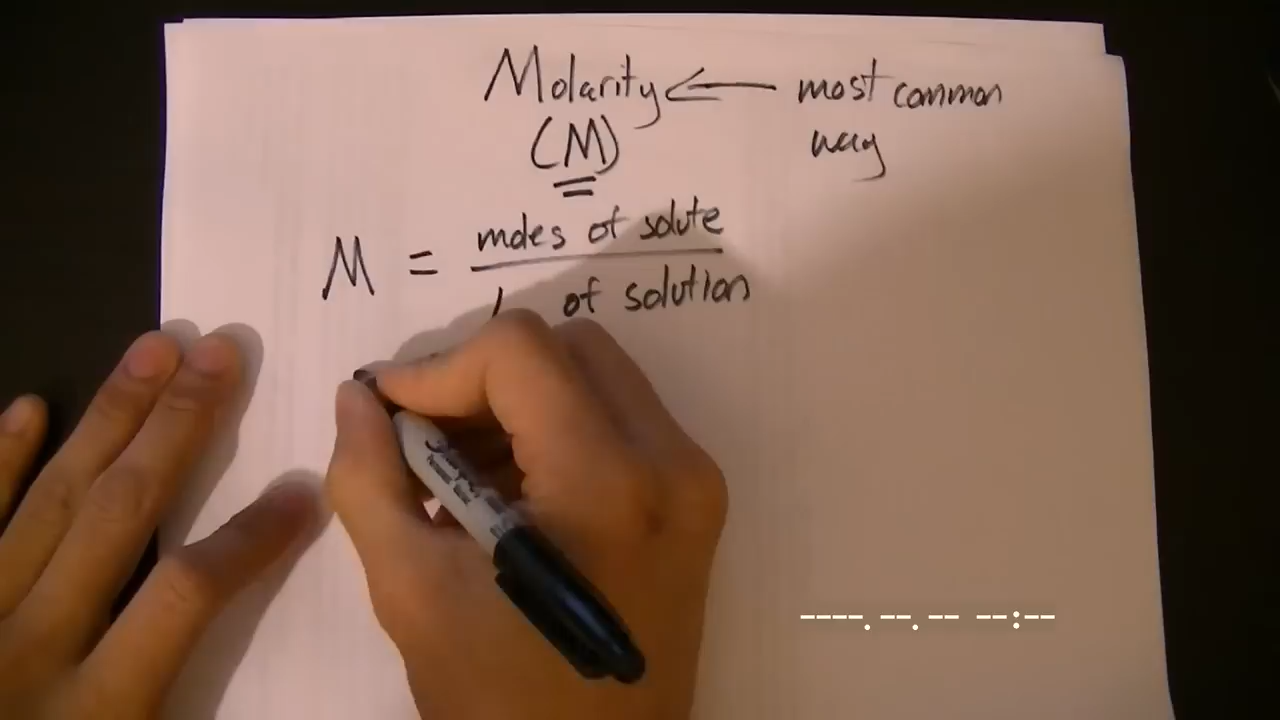 Molarity ← most common
way
(M)
M = moles of solute
L of solution
----.--.-- --:--